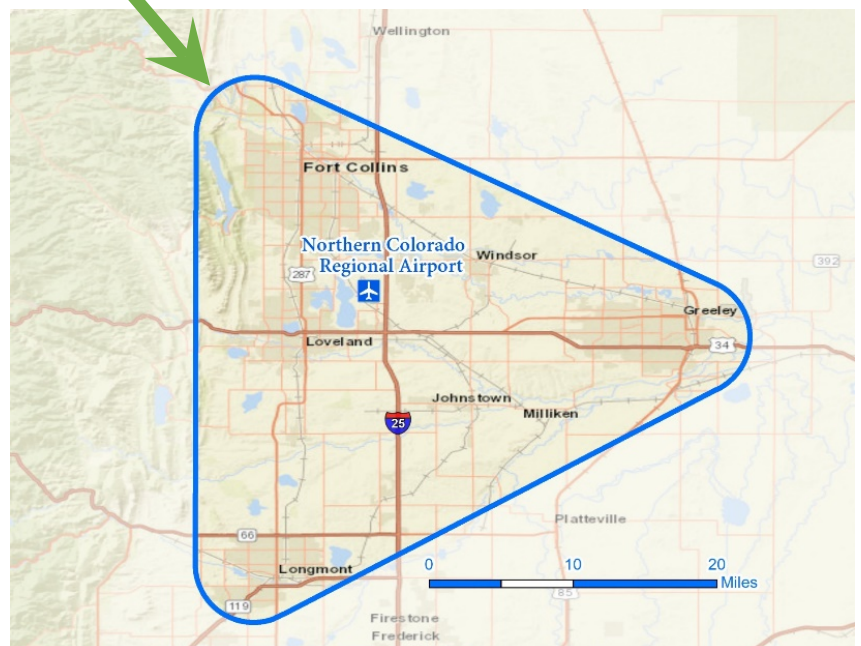 Wellington
Fort Collins
Northern Colorado
Regional Airport
Windsor
392
287
Greeley
34
Loveland
Johnstown
Milliken
25
Platteville
66
Longmont
0 10 20
Miles
85
119
Firestone
Frederick